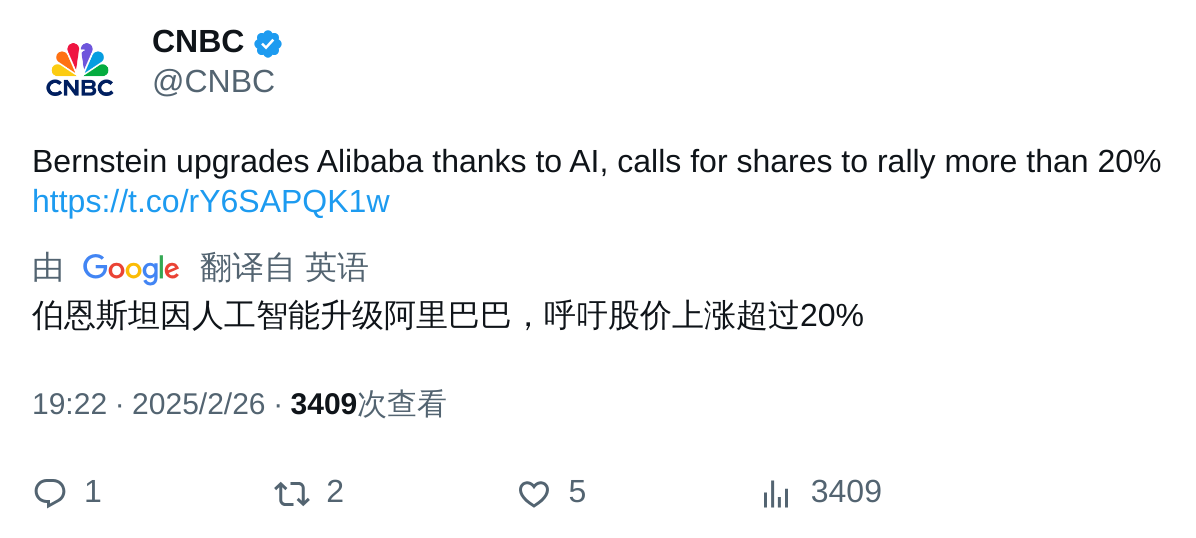 CNBC
CNBC
@CNBC
Bernstein upgrades Alibaba thanks to AI, calls for shares to rally more than 20%
https://t.co/rY6SAPQK1w
由 Google 翻译自 英语
伯恩斯坦因人工智能升级阿里巴巴，呼吁股价上涨超过20%
19:22 · 2025/2/26 · 3409次查看
1 2 5 3409